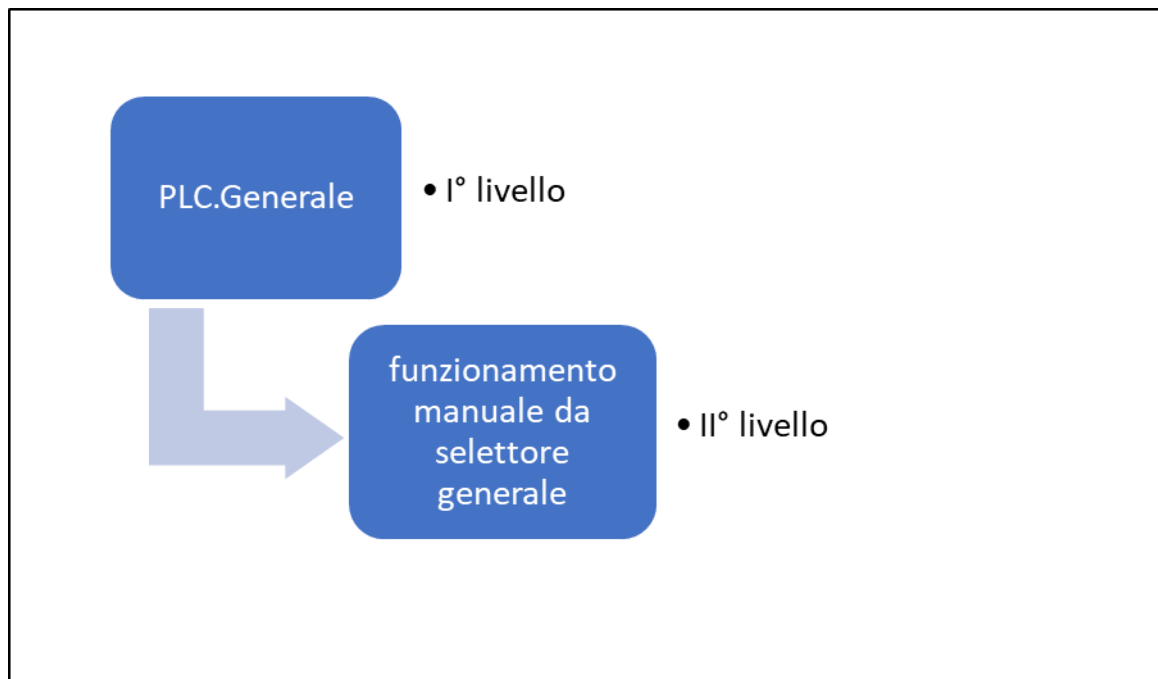 PLC.Generale
• I° livello
funzionamento
manuale da
selettore
generale
• II° livello